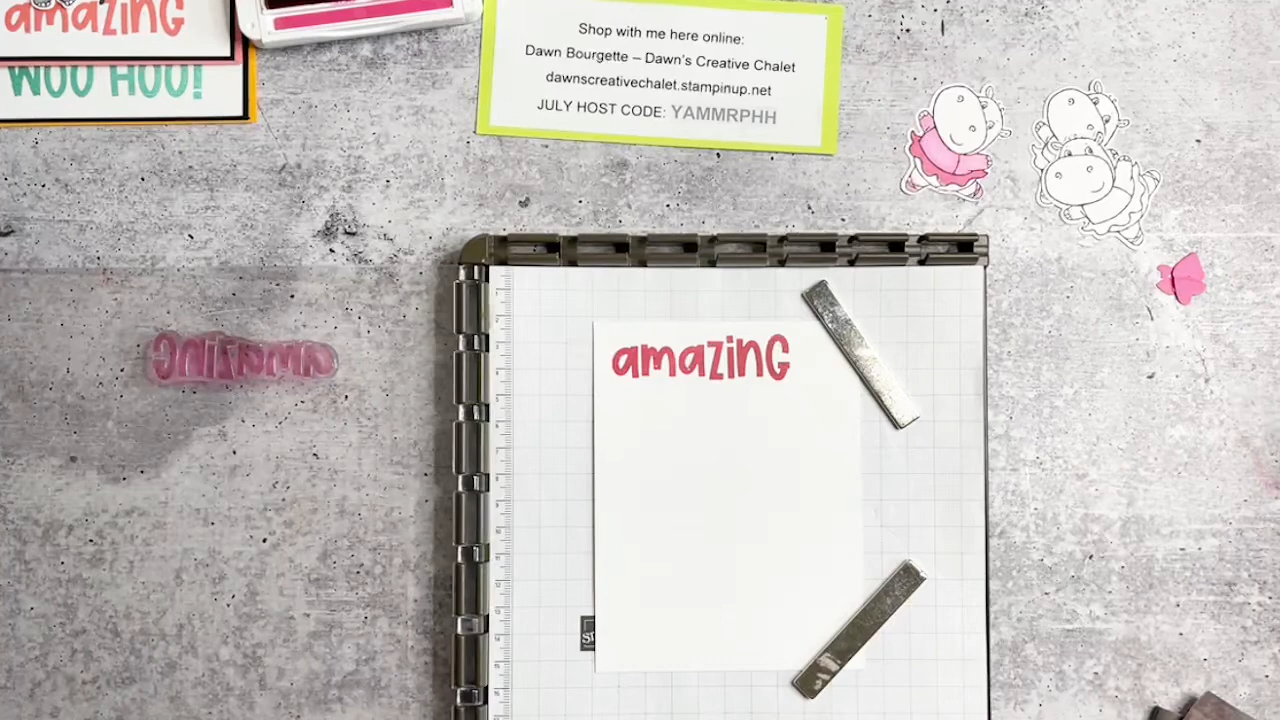 amazing
WOO HOO!
Shop with me here online:
Dawn Bourgette – Dawn's Creative Chalet
dawnscreativechalet.stampinup.net
JULY HOST CODE: YAMMRPHH
amazinG
amazinG